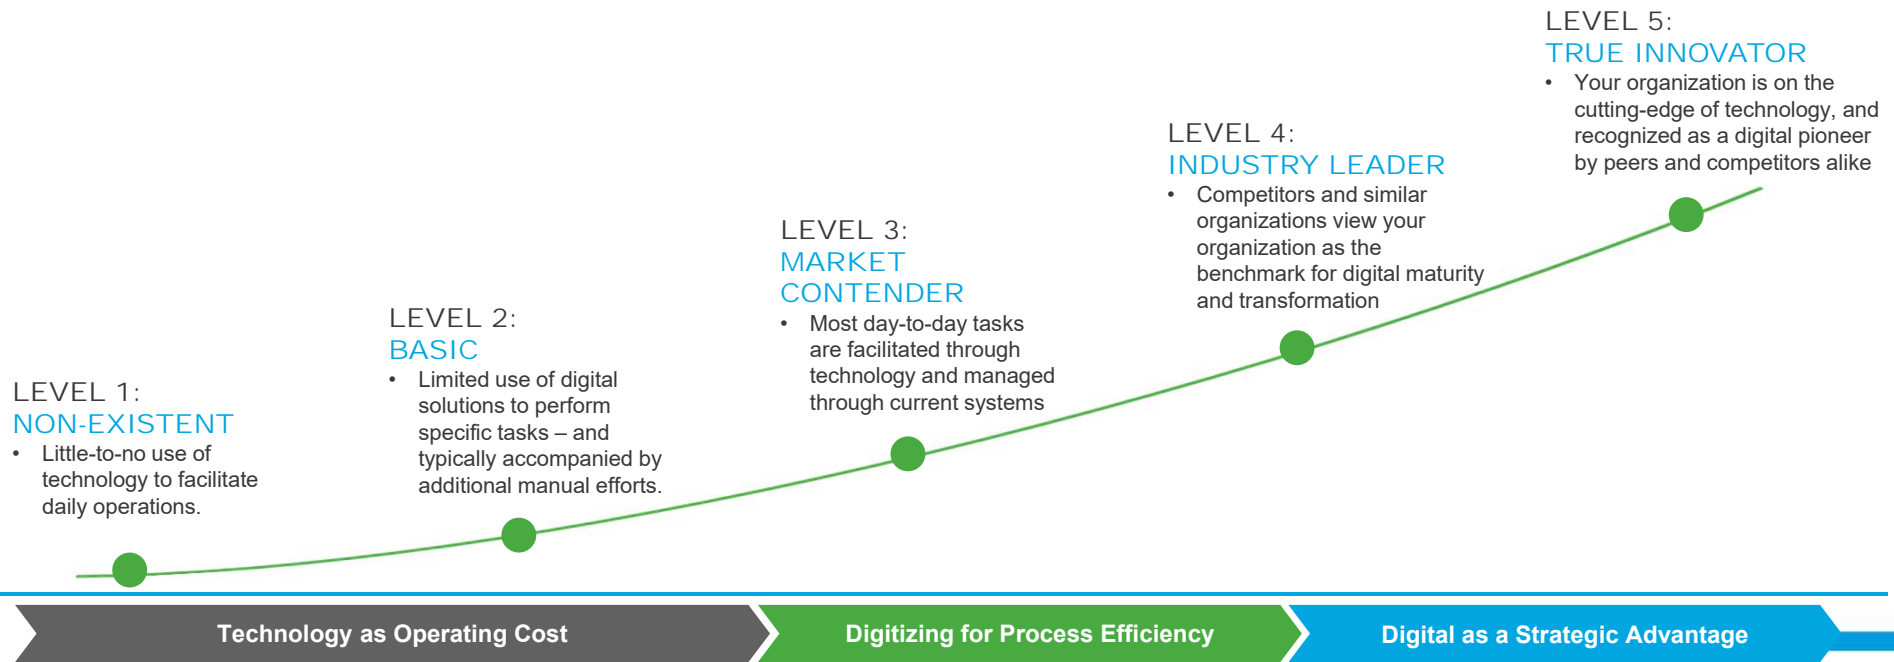 LEVEL 1:
NON-EXISTENT
• Little-to-no use of
technology to facilitate
daily operations.
LEVEL 2:
BASIC
• Limited use of digital
solutions to perform
specific tasks – and
typically accompanied by
additional manual efforts.
LEVEL 3:
MARKET
CONTENDER
• Most day-to-day tasks
are facilitated through
technology and managed
through current systems
LEVEL 4:
INDUSTRY LEADER
• Competitors and similar
organizations view your
organization as the
benchmark for digital maturity
and transformation
LEVEL 5:
TRUE INNOVATOR
• Your organization is on the
cutting-edge of technology, and
recognized as a digital pioneer
by peers and competitors alike
Technology as Operating Cost
Digitizing for Process Efficiency
Digital as a Strategic Advantage